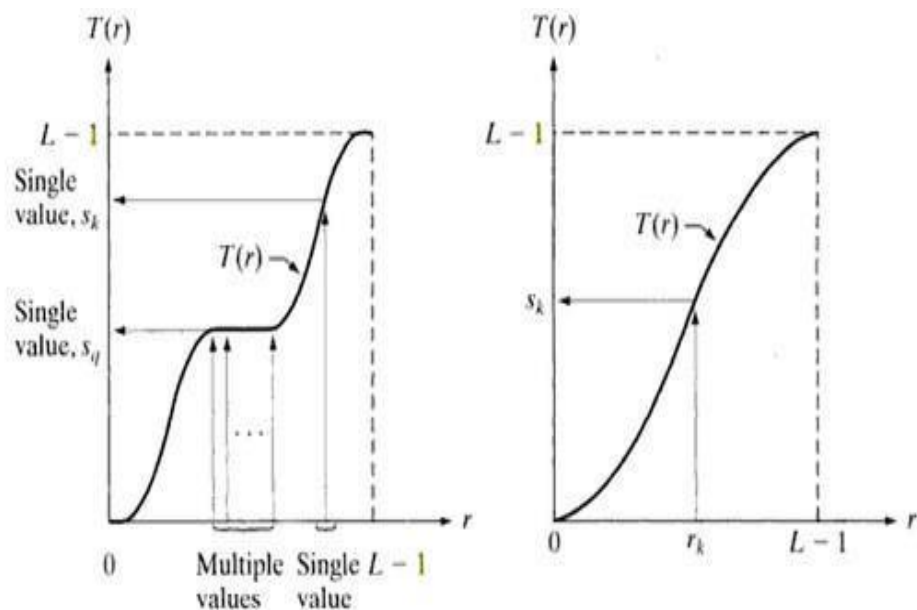 T(r)
L − 1
Single
value, s_k
T(r)
Single
value, s_q
...
r
0
Multiple
values
Single
value
L − 1
T(r)
L − 1
T(r)
s_k
r
0
r_k
L − 1